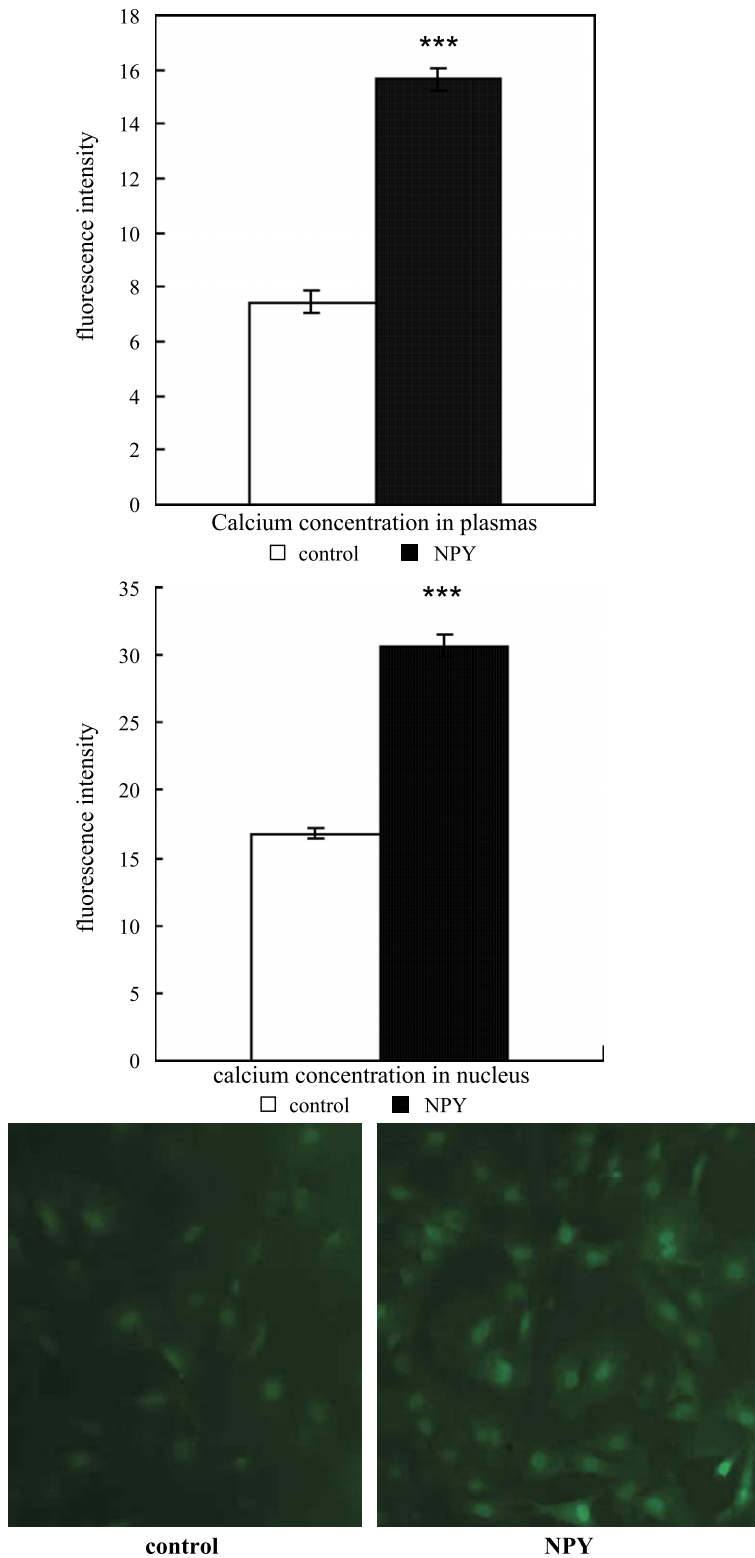 18
***
16
14
12
10
8
6
4
2
0
fluorescence intensity
Calcium concentration in plasmas
control NPY
35
***
30
25
20
15
10
5
0
fluorescence intensity
calcium concentration in nucleus
control NPY
control NPY